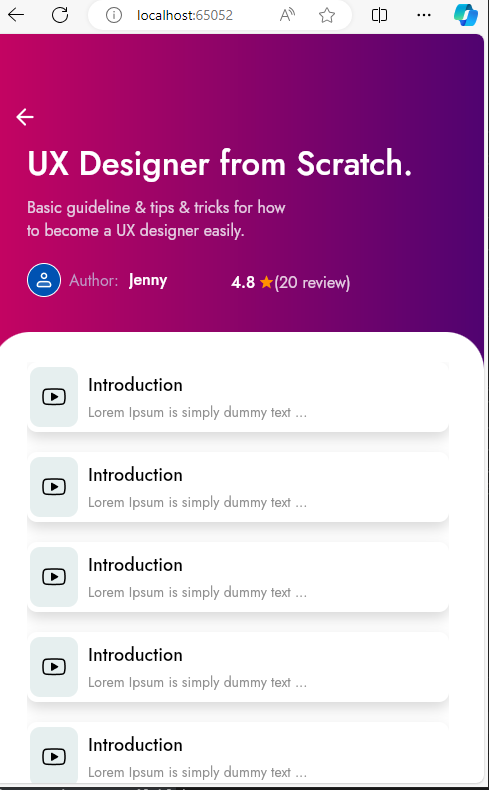 localhost:65052
UX Designer from Scratch.
Basic guideline & tips & tricks for how
to become a UX designer easily.
Author: Jenny 4.8 ★(20 review)
Introduction
Lorem Ipsum is simply dummy text ...
Introduction
Lorem Ipsum is simply dummy text ...
Introduction
Lorem Ipsum is simply dummy text ...
Introduction
Lorem Ipsum is simply dummy text ...
Introduction
Lorem Ipsum is simply dummy text ...